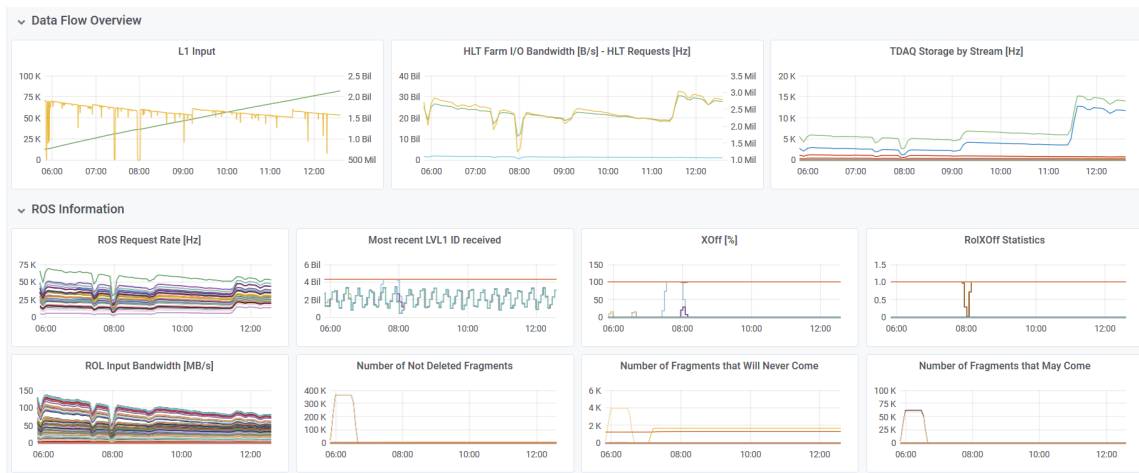 Data Flow Overview
L1 Input
100 K
75 K
50 K
25 K
0
2.5 Bil
2.0 Bil
1.5 Bil
1.0 Bil
500 Mil
06:00 07:00 08:00 09:00 10:00 11:00 12:00
HLT Farm I/O Bandwidth [B/s] - HLT Requests [Hz]
40 Bil
30 Bil
20 Bil
10 Bil
0
3.5 Mil
3.0 Mil
2.5 Mil
2.0 Mil
1.5 Mil
1.0 Mil
06:00 07:00 08:00 09:00 10:00 11:00 12:00
TDAQ Storage by Stream [Hz]
20 K
15 K
10 K
5 K
0
06:00 07:00 08:00 09:00 10:00 11:00 12:00
ROS Information
ROS Request Rate [Hz]
75K
50K
25K
0
06:00 08:00 10:00 12:00
Most recent LVL1 ID received
6 Bil
4 Bil
2 Bil
0
06:00 08:00 10:00 12:00
XOff [%]
150
100
50
0
06:00 08:00 10:00 12:00
RolXOff Statistics
1.5
1.0
0.5
0
06:00 08:00 10:00 12:00
ROL Input Bandwidth [MB/s]
150
100
50
0
06:00 08:00 10:00 12:00
Number of Not Deleted Fragments
400 K
300 K
200 K
100 K
0
06:00 08:00 10:00 12:00
Number of Fragments that Will Never Come
6 K
4 K
2 K
0
06:00 08:00 10:00 12:00
Number of Fragments that May Come
100 K
75 K
50 K
25 K
0
06:00 08:00 10:00 12:00